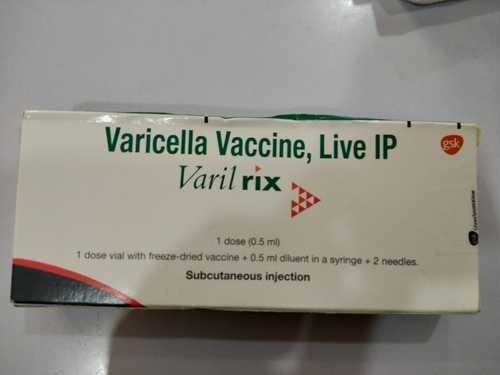 Varicella Vaccine, Live IP
gsk
Varilrix
1 dose (0.5 ml)
1 dose vial with freeze-dried vaccine + 0.5 ml diluent in a syringe + 2 needles.
Subcutaneous injection